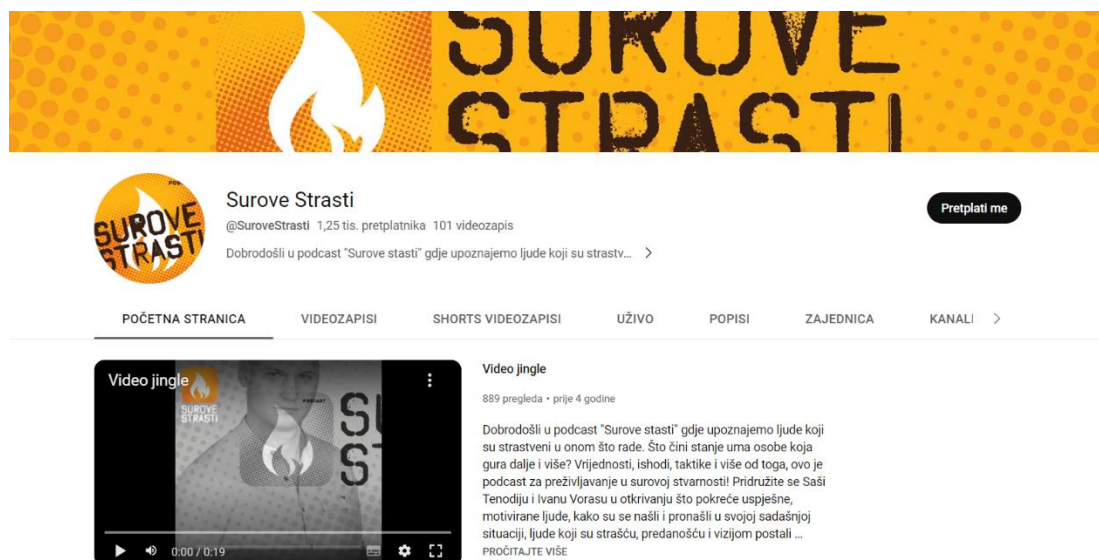 SUROVE
STRASTI
PODCAST
SUROVE
STRASTI
Surove Strasti
@SuroveStrasti 1,25 tis. pretplatnika 101 videozapis
Dobrodošli u podcast "Surove stasti" gdje upoznajemo ljude koji su strastv...
Pretplati me
POČETNA STRANICA VIDEOZAPISI SHORTS VIDEOZAPISI UŽIVO POPISI ZAJEDNICA KANALI
Video jingle
SUROVE
STRASTI
PODCAST
SU
S
0:00 / 0:19
Video jingle
889 pregleda • prije 4 godine
Dobrodošli u podcast "Surove stasti" gdje upoznajemo ljude koji
su strastveni u onom što rade. Što čini stanje uma osobe koja
gura dalje i više? Vrijednosti, ishodi, taktike i više od toga, ovo je
podcast za preživljavanje u surovoj stvarnosti! Pridružite se Saši
Tenodiju i Ivanu Vorasu u otkrivanju što pokreće uspješne,
motivirane ljude, kako su se našli i pronašli u svojoj sadašnjoj
situaciji, ljude koji su strašću, predanošću i vizijom postali ...
PROČITAJTE VIŠE